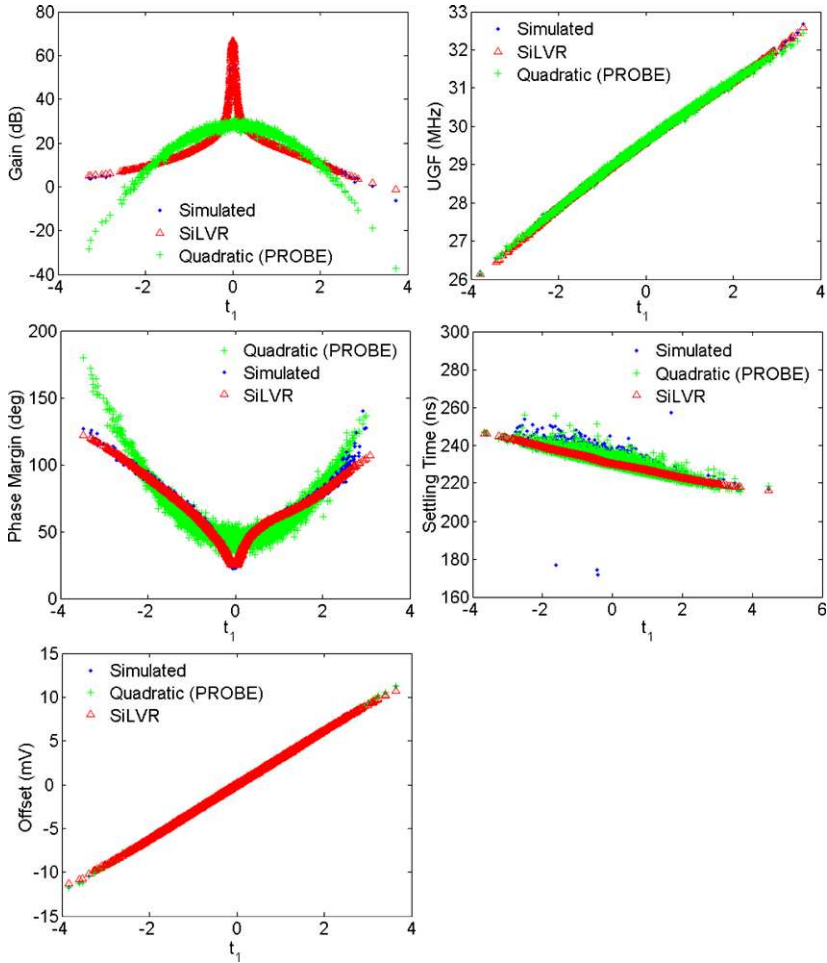 80
60
40
20
0
-20
-40
-4
-2
0
2
4
Gain (dB)
t1
Simulated
SiLVR
Quadratic (PROBE)
33
32
31
30
29
28
27
26
-4
-2
0
2
4
UGF (MHz)
t1
Simulated
SiLVR
Quadratic (PROBE)
200
150
100
50
0
-4
-2
0
2
4
Phase Margin (deg)
t1
Quadratic (PROBE)
Simulated
SiLVR
300
280
260
240
220
200
180
160
-4
-2
0
2
4
6
Settling Time (ns)
t1
Simulated
Quadratic (PROBE)
SiLVR
15
10
5
0
-5
-10
-15
-4
-2
0
2
4
Offset (mV)
t1
Simulated
Quadratic (PROBE)
SiLVR